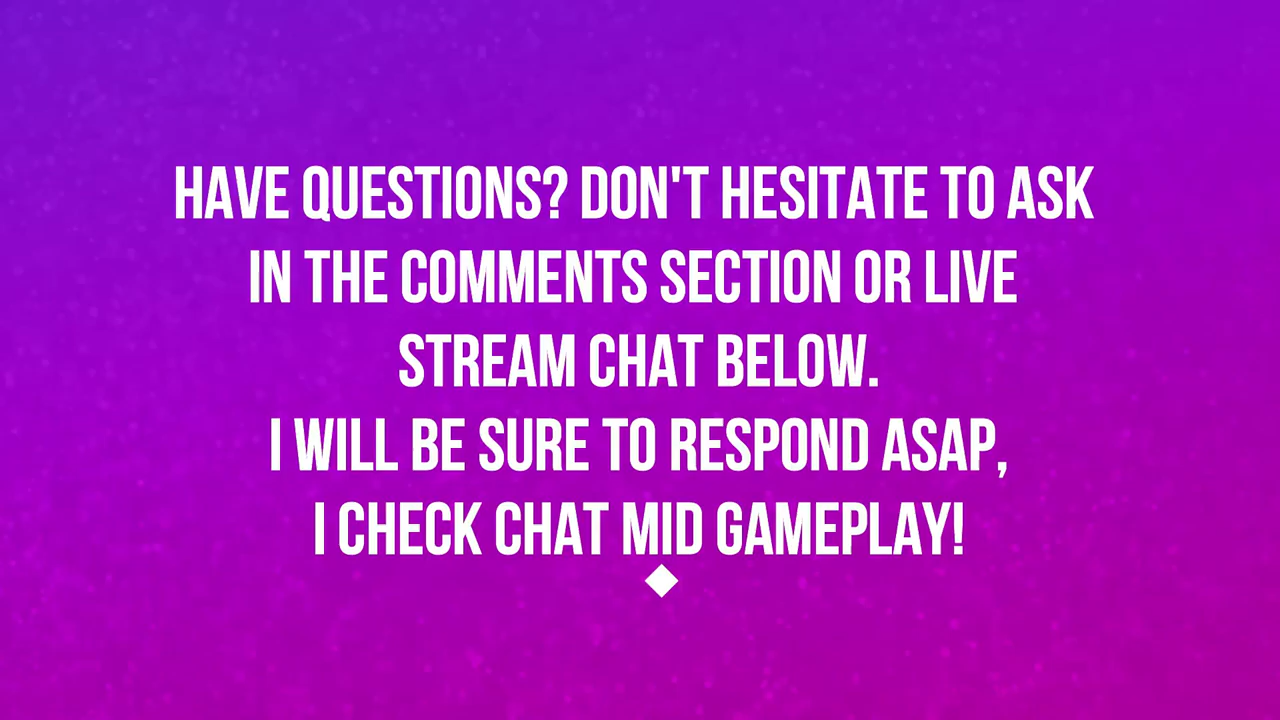 HAVE QUESTIONS? DON'T HESITATE TO ASK
IN THE COMMENTS SECTION OR LIVE
STREAM CHAT BELOW.
I WILL BE SURE TO RESPOND ASAP,
I CHECK CHAT MID GAMEPLAY!